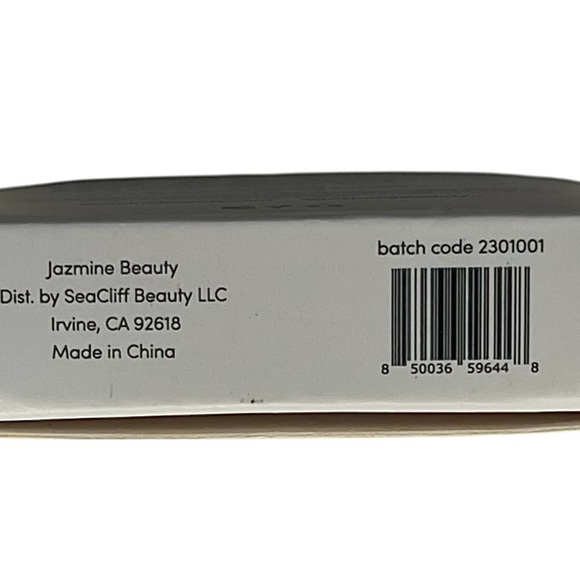 Jazmine Beauty
Dist. by SeaCliff Beauty LLC
Irvine, CA 92618
Made in China
batch code 2301001
8 50036 59644 8